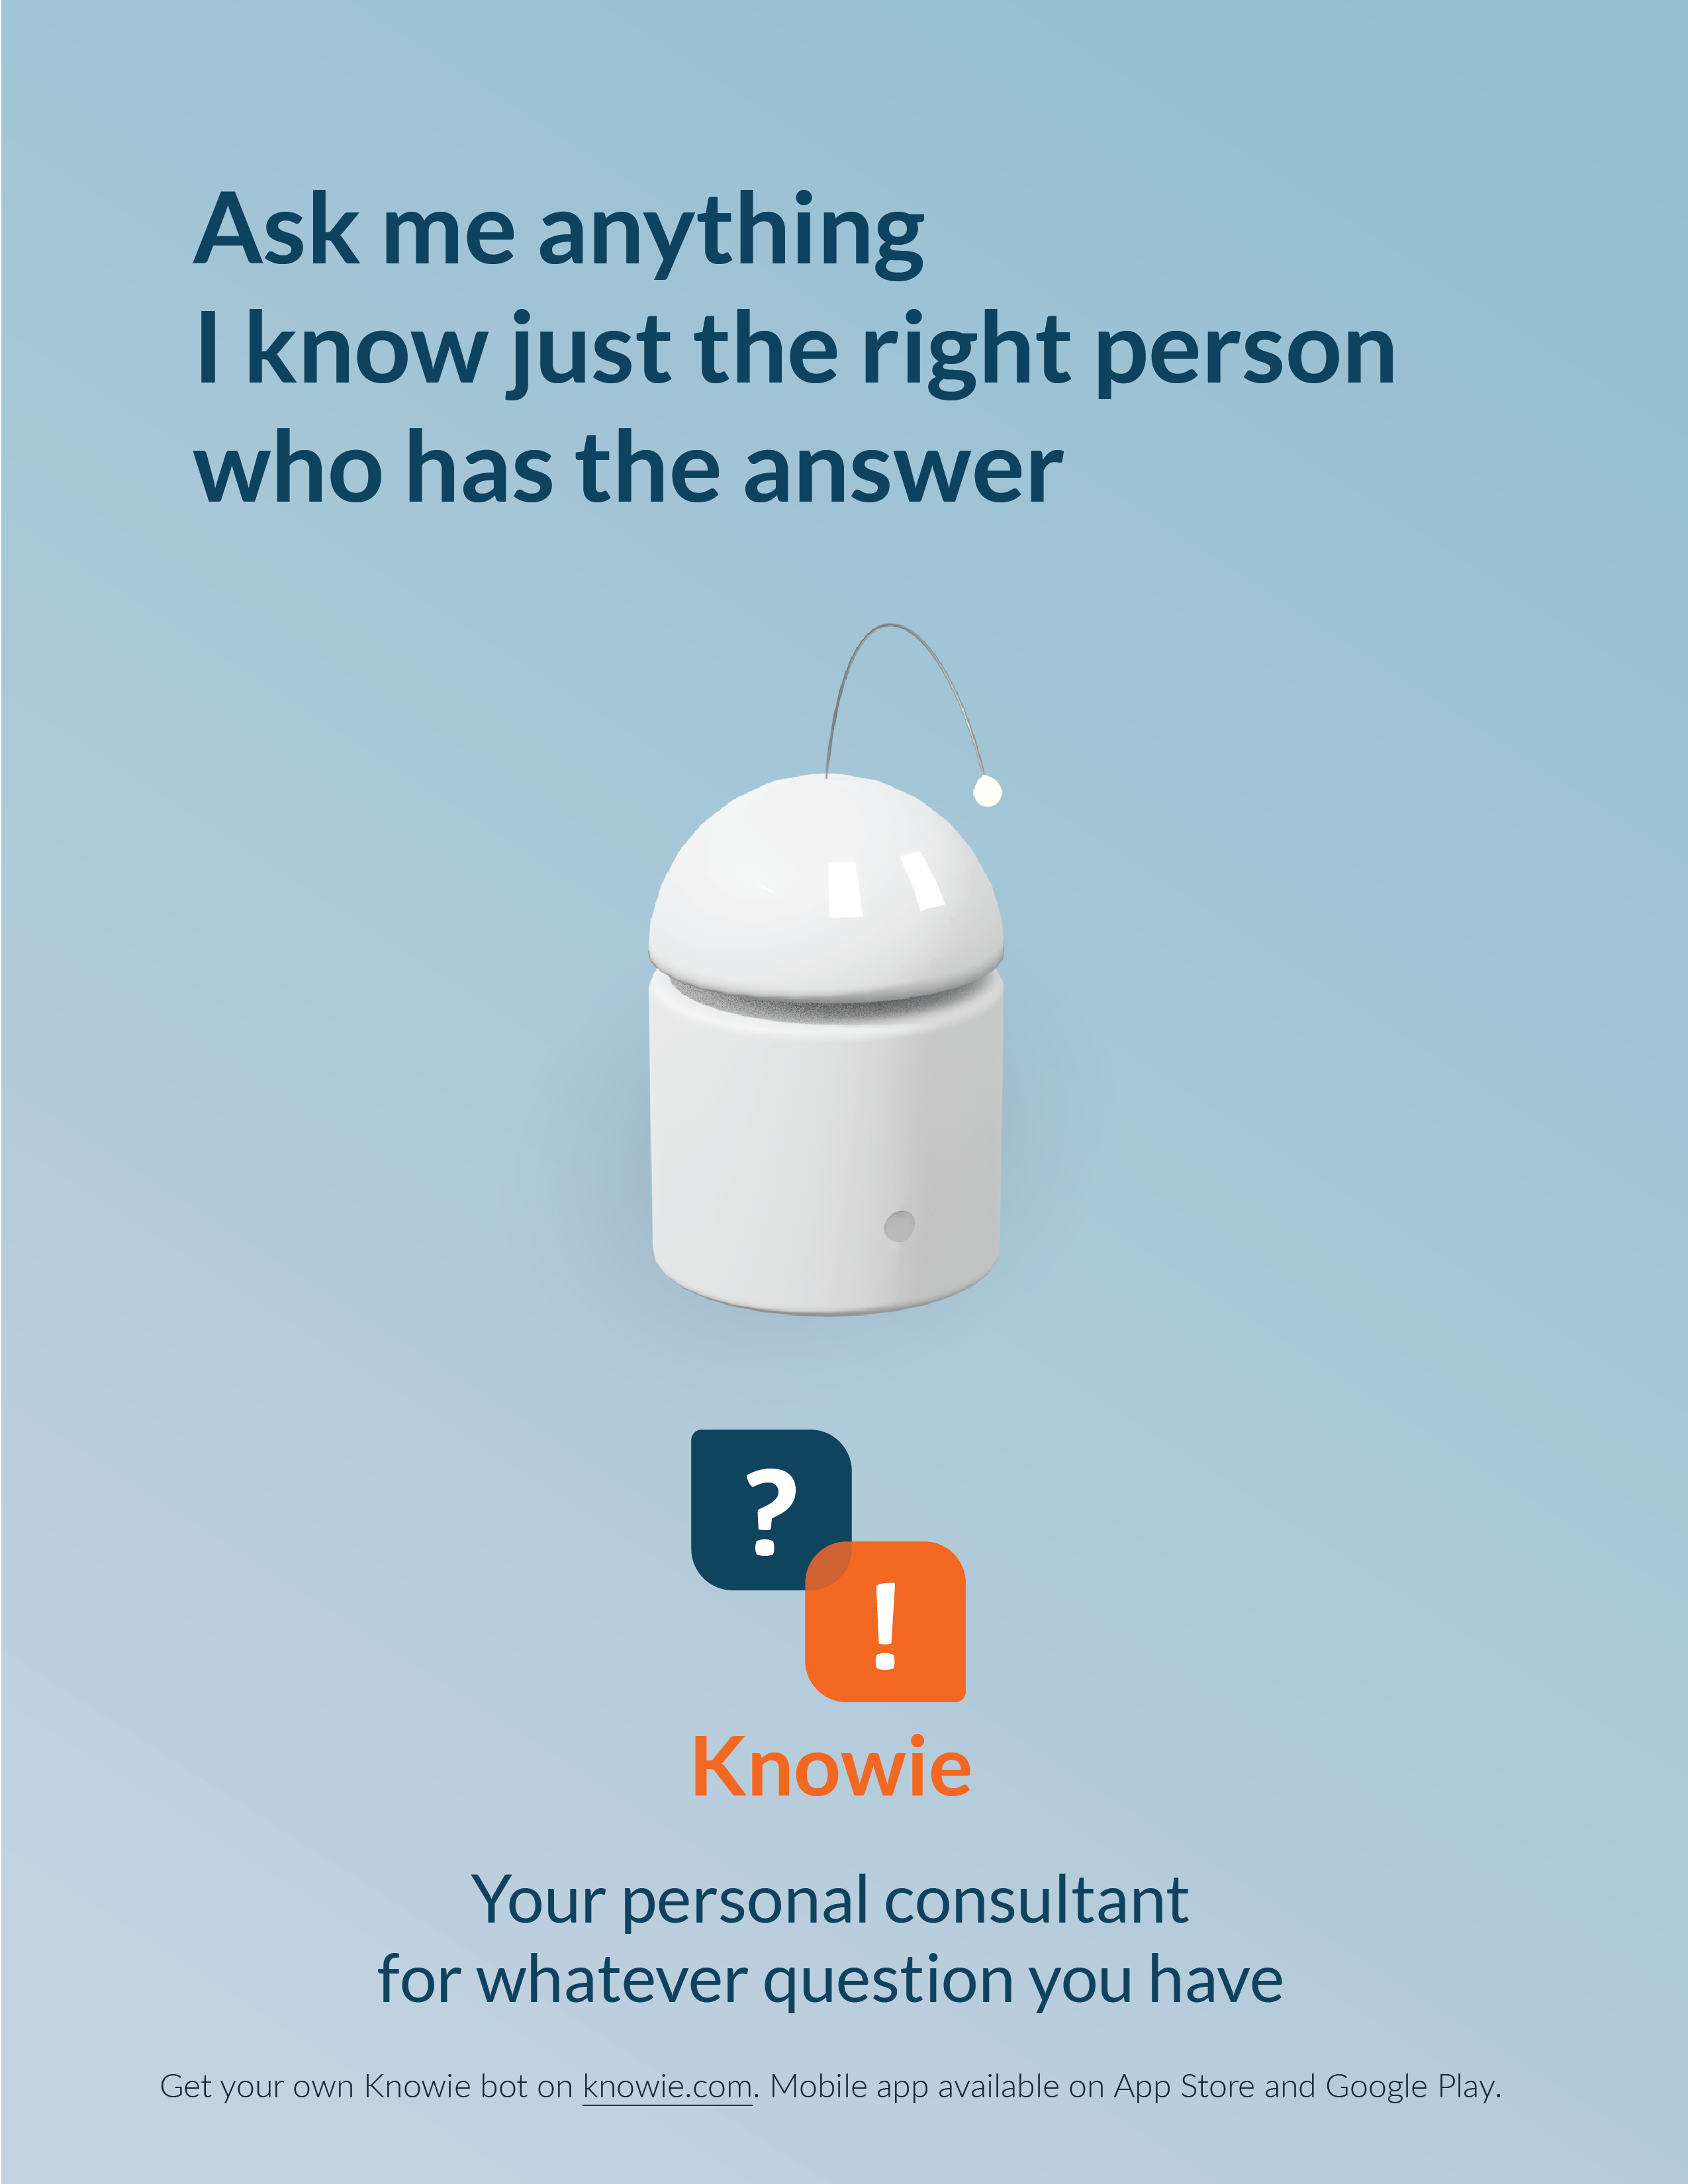 Ask me anything
I know just the right person
who has the answer
?
!
Knowie
Your personal consultant
for whatever question you have
Get your own Knowie bot on knowie.com. Mobile app available on App Store and Google Play.